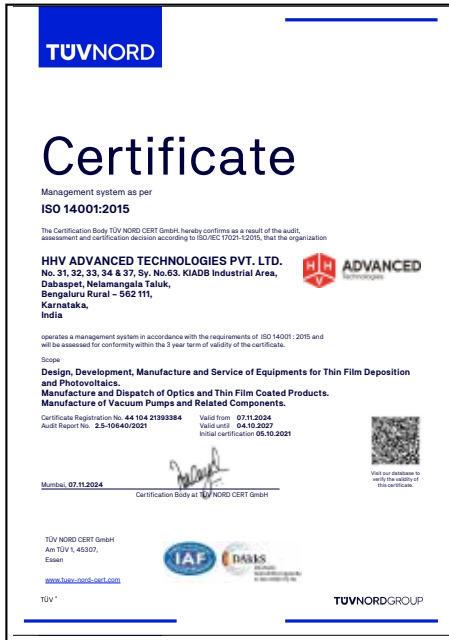 TÜVNORD
Certificate
Management system as per
ISO 14001:2015
The Certification Body TÜV NORD CERT GmbH, hereby confirms as a result of the audit,
assessment and certification decision according to ISO/IEC 17021-1:2015, that the organization
HHV ADVANCED TECHNOLOGIES PVT. LTD.
No. 31, 32, 33, 34 & 37, Sy. No.63. KIADB Industrial Area,
Dabaspet, Nelamangala Taluk,
Bengaluru Rural – 562 111,
Karnataka,
India
HHV ADVANCED
Technologies
operates a management system in accordance with the requirements of ISO 14001 : 2015 and
will be assessed for conformity within the 3 year term of validity of the certificate.
Scope
Design, Development, Manufacture and Service of Equipments for Thin Film Deposition
and Photovoltaics.
Manufacture and Dispatch of Optics and Thin Film Coated Products.
Manufacture of Vacuum Pumps and Related Components.
Certificate Registration No. 44 104 21393384
Audit Report No. 2.5-10640/2021
Valid from 07.11.2024
Valid until 04.10.2027
Initial certification 05.10.2021
Visit our database to
verify the validity of
this certificate.
Mumbai, 07.11.2024
Certification Body at TÜV NORD CERT GmbH
TÜV NORD CERT GmbH
Am TÜV 1, 45307,
Essen
www.tuev-nord-cert.com
IAF
DAkkS
TÜV ®
TÜVNORDGROUP